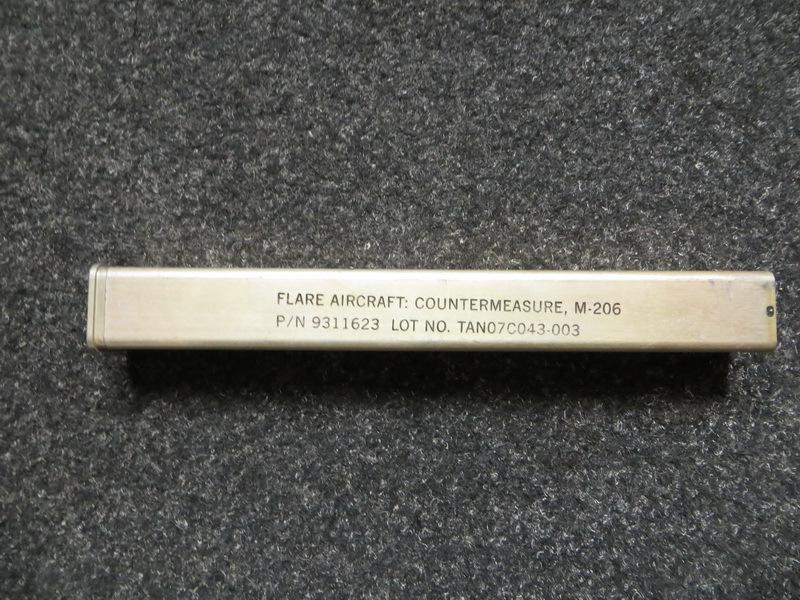 FLARE AIRCRAFT: COUNTERMEASURE, M-206
P/N 9311623 LOT NO. TAN07C043-003